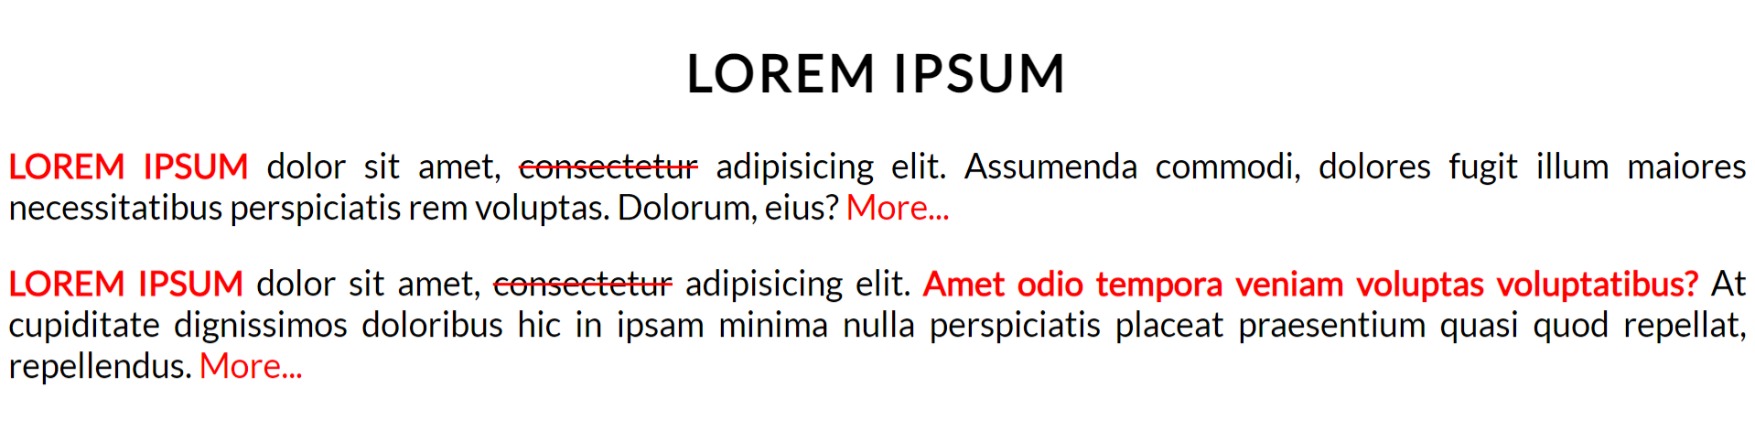 LOREM IPSUM
LOREM IPSUM dolor sit amet, consectetur adipisicing elit. Assumenda commodi, dolores fugit illum maiores
necessitatibus perspiciatis rem voluptas. Dolorum, eius? More...
LOREM IPSUM dolor sit amet, consectetur adipisicing elit. Amet odio tempora veniam voluptas voluptatibus? At
cupiditate dignissimos doloribus hic in ipsam minima nulla perspiciatis placeat praesentium quasi quod repellat,
repellendus. More...